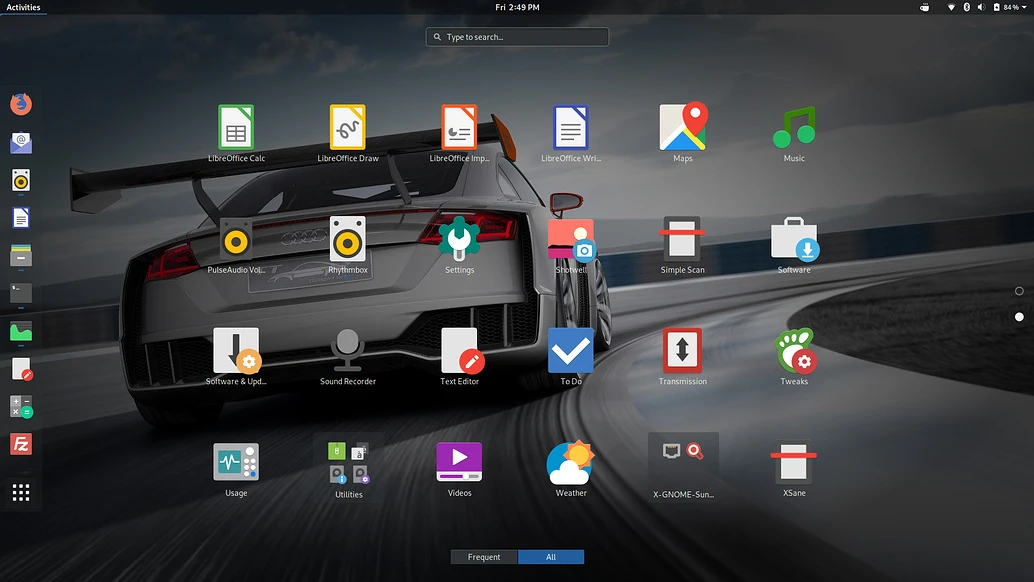 Activities
Fri 2:49 PM
84 %
Type to search...
LibreOffice Calc
LibreOffice Draw
LibreOffice Imp...
LibreOffice Wri...
Maps
Music
PulseAudio Vol...
Rhythmbox
Settings
Shotwell
Simple Scan
Software
Software & Upd...
Sound Recorder
Text Editor
To Do
Transmission
Tweaks
Usage
Utilities
Videos
Weather
X-GNOME-Sun...
XSane
Frequent
All